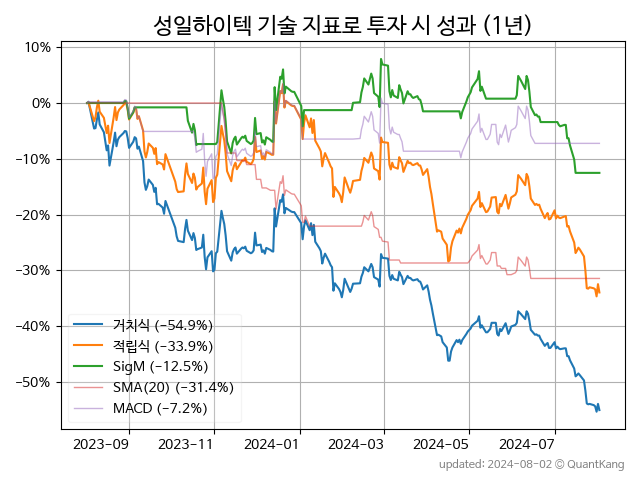 성일하이텍 기술 지표로 투자 시 성과 (1년)
10%
0%
−10%
−20%
−30%
−40%
−50%
거치식 (−54.9%)
적립식 (−33.9%)
SigM (−12.5%)
SMA(20) (−31.4%)
MACD (−7.2%)
2023−09
2023−11
2024−01
2024−03
2024−05
2024−07
updated: 2024-08-02 © QuantKang